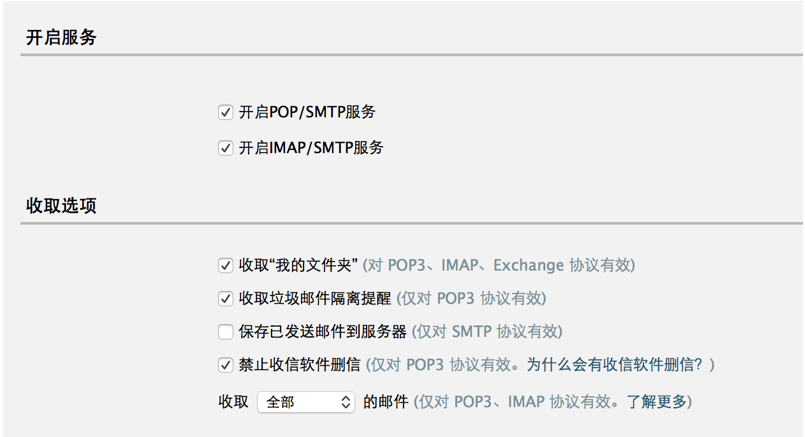 开启服务
开启POP/SMTP服务
开启IMAP/SMTP服务
收取选项
收取“我的文件夹” (对 POP3、IMAP、Exchange 协议有效)
收取垃圾邮件隔离提醒 (仅对 POP3 协议有效)
保存已发送邮件到服务器 (仅对 SMTP 协议有效)
禁止收信软件删信 (仅对 POP3 协议有效。为什么会有收信软件删信？)
收取 全部 的邮件 (仅对 POP3、IMAP 协议有效。了解更多)